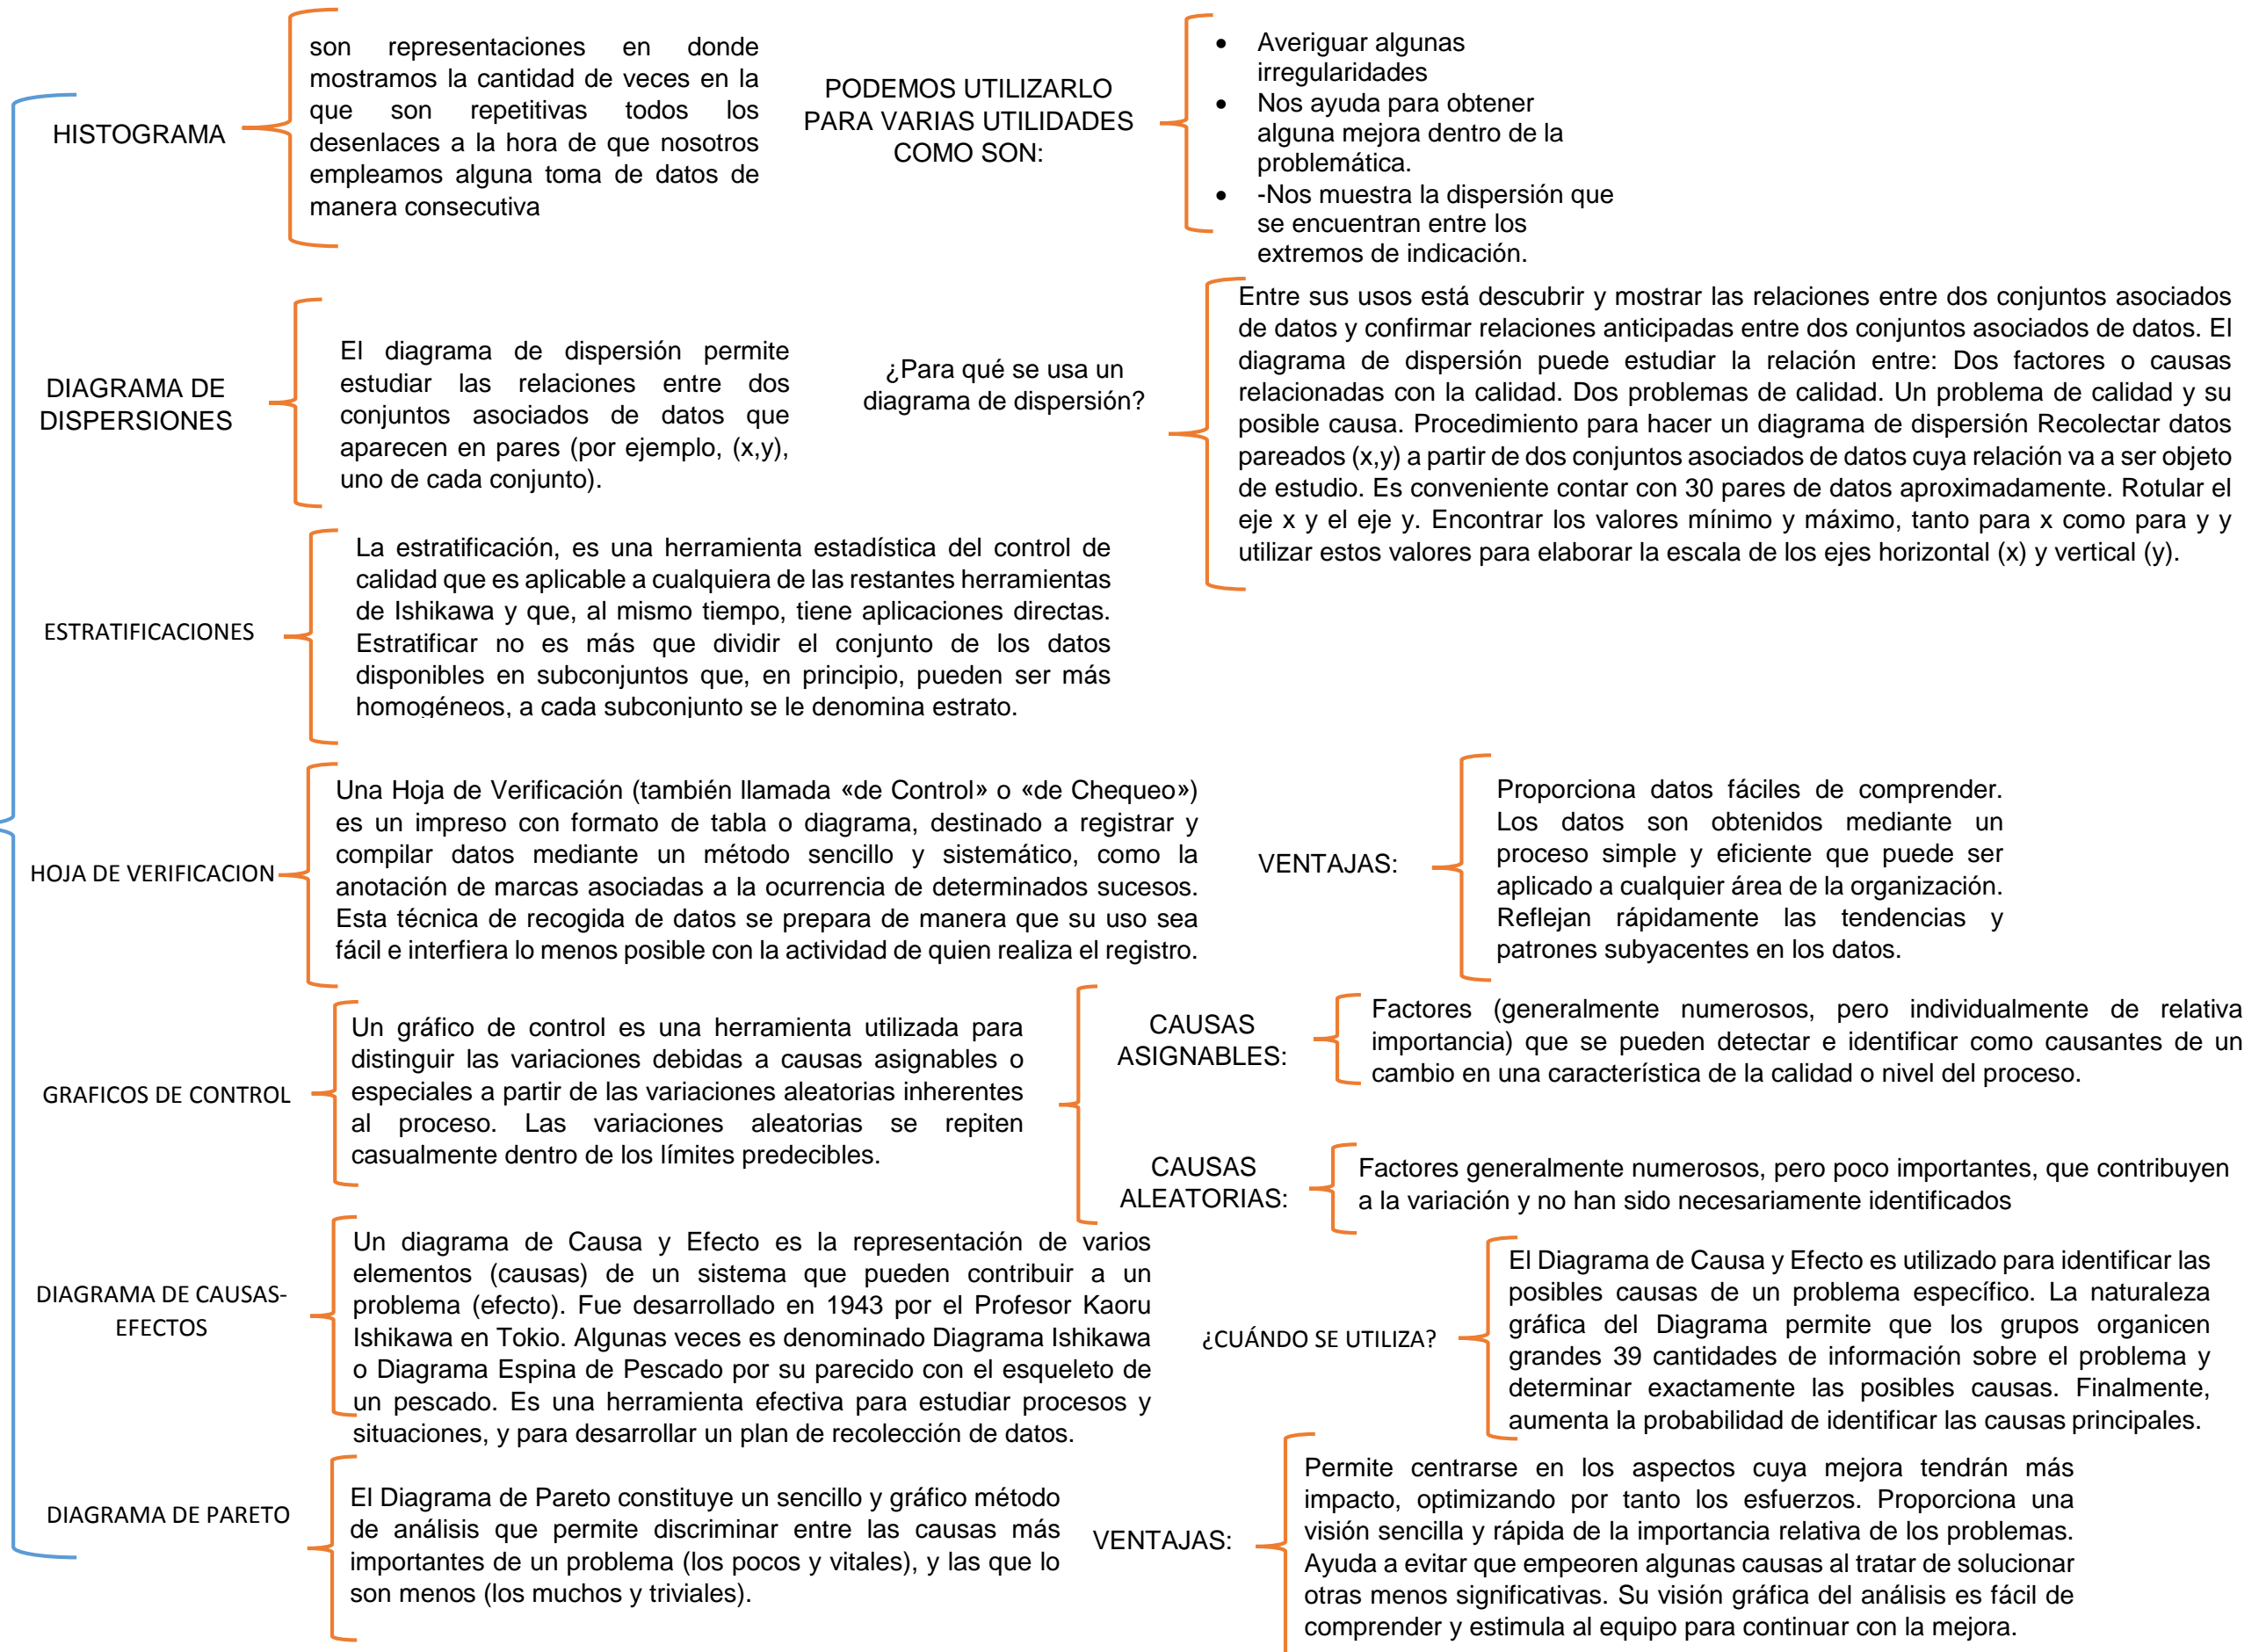 HISTOGRAMA
son representaciones en donde
mostramos la cantidad de veces en la
que son repetitivas todos los
desenlaces a la hora de que nosotros
empleamos alguna toma de datos de
manera consecutiva
PODEMOS UTILIZARLO
PARA VARIAS UTILIDADES
COMO SON:
• Averiguar algunas
irregularidades
• Nos ayuda para obtener
alguna mejora dentro de la
problemática.
• -Nos muestra la dispersión que
se encuentran entre los
extremos de indicación.
DIAGRAMA DE
DISPERSIONES
El diagrama de dispersión permite
estudiar las relaciones entre dos
conjuntos asociados de datos que
aparecen en pares (por ejemplo, (x,y),
uno de cada conjunto).
¿Para qué se usa un
diagrama de dispersión?
Entre sus usos está descubrir y mostrar las relaciones entre dos conjuntos asociados
de datos y confirmar relaciones anticipadas entre dos conjuntos asociados de datos. El
diagrama de dispersión puede estudiar la relación entre: Dos factores o causas
relacionadas con la calidad. Dos problemas de calidad. Un problema de calidad y su
posible causa. Procedimiento para hacer un diagrama de dispersión Recolectar datos
pareados (x,y) a partir de dos conjuntos asociados de datos cuya relación va a ser objeto
de estudio. Es conveniente contar con 30 pares de datos aproximadamente. Rotular el
eje x y el eje y. Encontrar los valores mínimo y máximo, tanto para x como para y y
utilizar estos valores para elaborar la escala de los ejes horizontal (x) y vertical (y).
ESTRATIFICACIONES
La estratificación, es una herramienta estadística del control de
calidad que es aplicable a cualquiera de las restantes herramientas
de Ishikawa y que, al mismo tiempo, tiene aplicaciones directas.
Estratificar no es más que dividir el conjunto de los datos
disponibles en subconjuntos que, en principio, pueden ser más
homogéneos, a cada subconjunto se le denomina estrato.
HOJA DE VERIFICACION
Una Hoja de Verificación (también llamada «de Control» o «de Chequeo»)
es un impreso con formato de tabla o diagrama, destinado a registrar y
compilar datos mediante un método sencillo y sistemático, como la
anotación de marcas asociadas a la ocurrencia de determinados sucesos.
Esta técnica de recogida de datos se prepara de manera que su uso sea
fácil e interfiera lo menos posible con la actividad de quien realiza el registro.
VENTAJAS:
Proporciona datos fáciles de comprender.
Los datos son obtenidos mediante un
proceso simple y eficiente que puede ser
aplicado a cualquier área de la organización.
Reflejan rápidamente las tendencias y
patrones subyacentes en los datos.
GRAFICOS DE CONTROL
Un gráfico de control es una herramienta utilizada para
distinguir las variaciones debidas a causas asignables o
especiales a partir de las variaciones aleatorias inherentes
al proceso. Las variaciones aleatorias se repiten
casualmente dentro de los límites predecibles.
CAUSAS
ASIGNABLES:
Factores (generalmente numerosos, pero individualmente de relativa
importancia) que se pueden detectar e identificar como causantes de un
cambio en una característica de la calidad o nivel del proceso.
CAUSAS
ALEATORIAS:
Factores generalmente numerosos, pero poco importantes, que contribuyen
a la variación y no han sido necesariamente identificados
DIAGRAMA DE CAUSAS-
EFECTOS
Un diagrama de Causa y Efecto es la representación de varios
elementos (causas) de un sistema que pueden contribuir a un
problema (efecto). Fue desarrollado en 1943 por el Profesor Kaoru
Ishikawa en Tokio. Algunas veces es denominado Diagrama Ishikawa
o Diagrama Espina de Pescado por su parecido con el esqueleto de
un pescado. Es una herramienta efectiva para estudiar procesos y
situaciones, y para desarrollar un plan de recolección de datos.
¿CUÁNDO SE UTILIZA?
El Diagrama de Causa y Efecto es utilizado para identificar las
posibles causas de un problema específico. La naturaleza
gráfica del Diagrama permite que los grupos organicen
grandes 39 cantidades de información sobre el problema y
determinar exactamente las posibles causas. Finalmente,
aumenta la probabilidad de identificar las causas principales.
DIAGRAMA DE PARETO
El Diagrama de Pareto constituye un sencillo y gráfico método
de análisis que permite discriminar entre las causas más
importantes de un problema (los pocos y vitales), y las que lo
son menos (los muchos y triviales).
VENTAJAS:
Permite centrarse en los aspectos cuya mejora tendrán más
impacto, optimizando por tanto los esfuerzos. Proporciona una
visión sencilla y rápida de la importancia relativa de los problemas.
Ayuda a evitar que empeoren algunas causas al tratar de solucionar
otras menos significativas. Su visión gráfica del análisis es fácil de
comprender y estimula al equipo para continuar con la mejora.